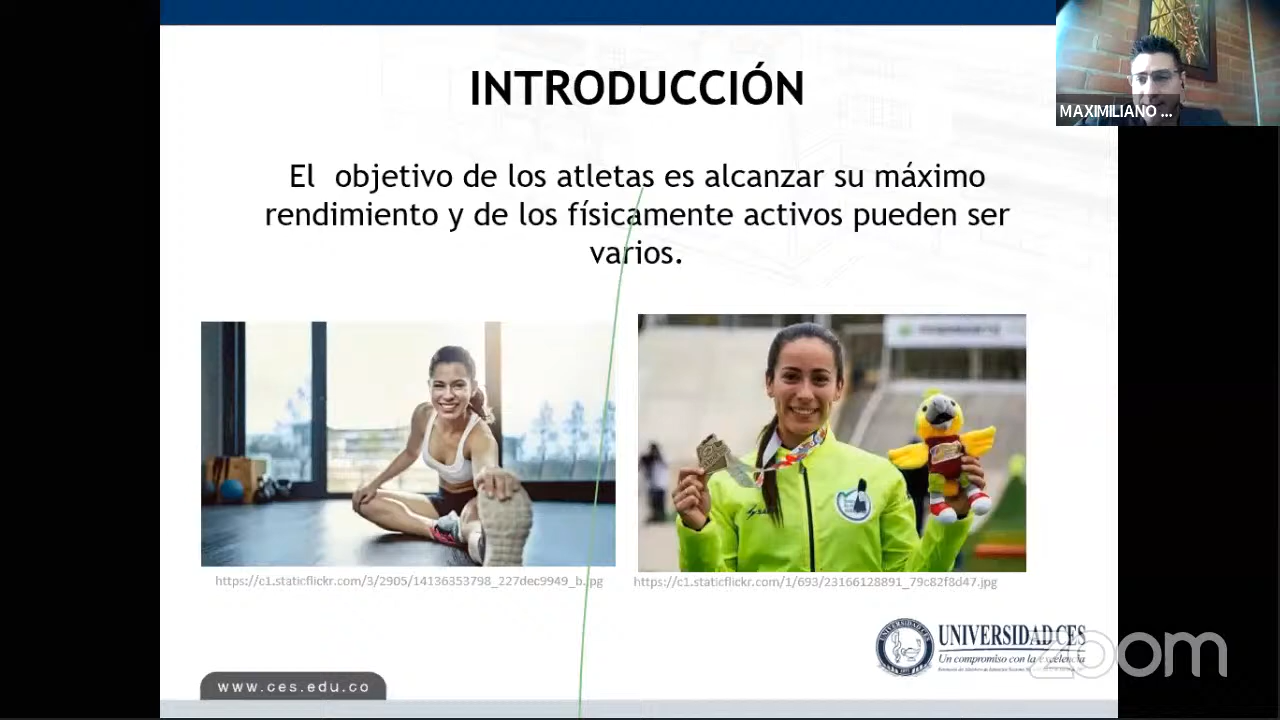 INTRODUCCIÓN
MAXIMILIANO ...
El  objetivo de los atletas es alcanzar su máximo
rendimiento y de los físicamente activos pueden ser
varios.
https://c1.staticflickr.com/3/2905/14136353798_227dec9949_b.jpg
https://c1.staticflickr.com/1/693/23166128891_79c82f8d47.jpg
UNIVERSIDAD CES
Un compromiso con la excelencia
zoom
www.ces.edu.co